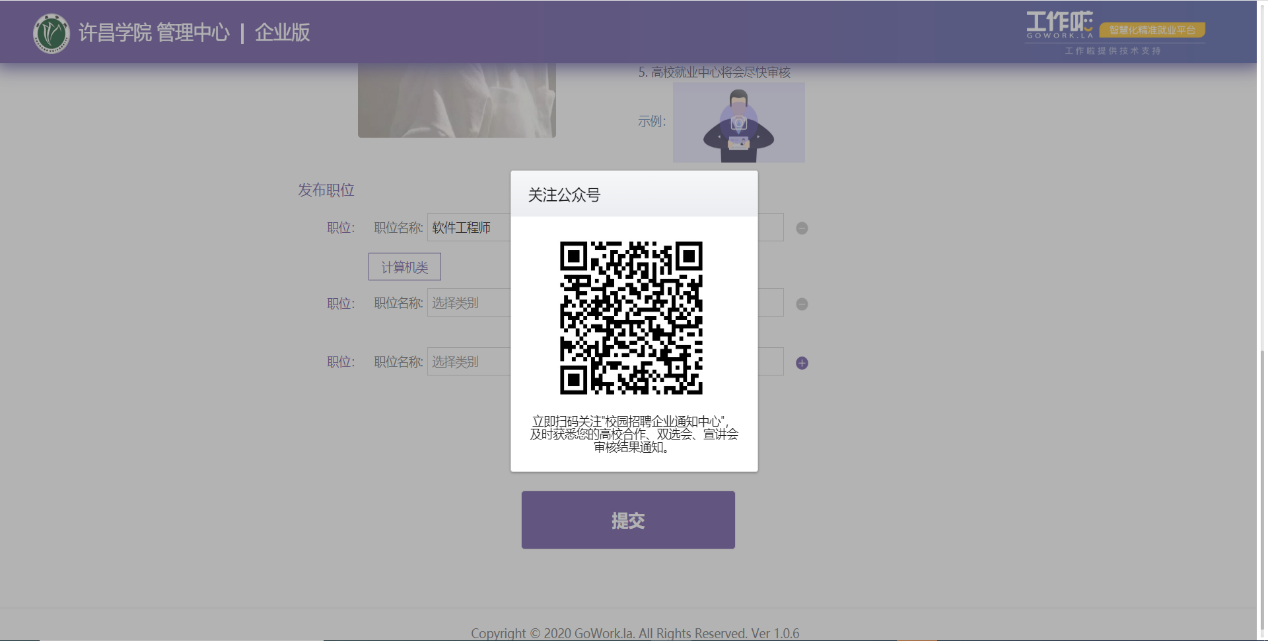 许昌学院 管理中心 | 企业版
工作啦
GOWORK.LA
智慧化精准就业平台
工作啦提供技术支持
5. 高校就业中心将会尽快审核
示例：
关注公众号
发布职位
职位： 职位名称: 软件工程师
计算机类
职位： 职位名称: 选择类别
职位： 职位名称: 选择类别
立即扫码关注"校园招聘企业通知中心"，
及时获悉您的高校合作、双选会、宣讲会
审核结果通知。
提交
Copyright © 2020 GoWork.la. All Rights Reserved. Ver 1.0.6